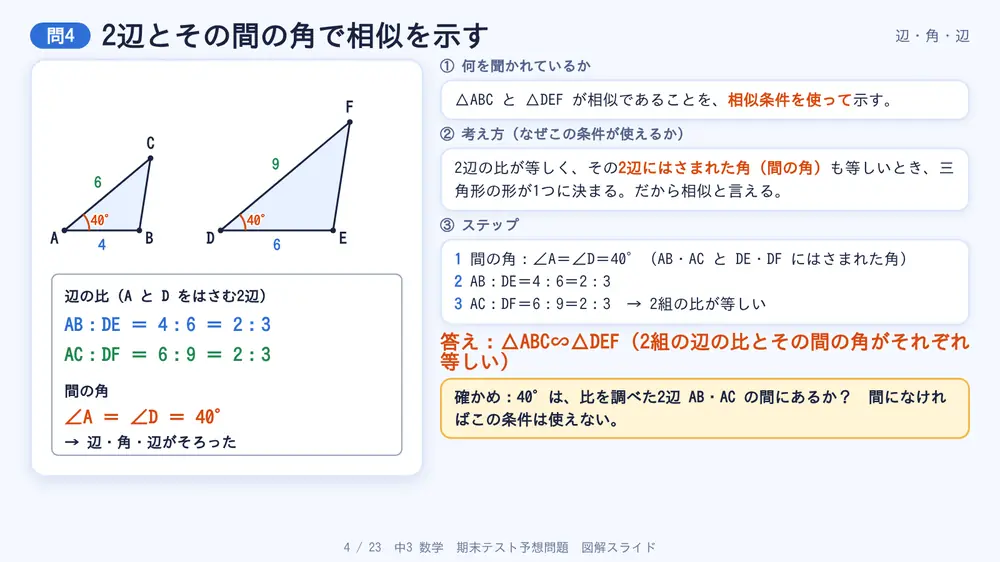 問4 2辺とその間の角で相似を示す
辺・角・辺
C
6
40°
A
4
B
F
9
40°
D
6
E
辺の比（A と D をはさむ2辺）
AB：DE ＝ 4：6 ＝ 2：3
AC：DF ＝ 6：9 ＝ 2：3
間の角
∠A ＝ ∠D ＝ 40°
→ 辺・角・辺がそろった
① 何を聞かれているか
△ABC と △DEF が相似であることを、相似条件を使って示す。
② 考え方（なぜこの条件が使えるか）
2辺の比が等しく、その2辺にはさまれた角（間の角）も等しいとき、三
角形の形が1つに決まる。だから相似と言える。
③ ステップ
1 間の角：∠A＝∠D＝40°（AB・AC と DE・DF にはさまれた角）
2 AB：DE＝4：6＝2：3
3 AC：DF＝6：9＝2：3 → 2組の比が等しい
答え：△ABC∽△DEF（2組の辺の比とその間の角がそれぞれ
等しい）
確かめ：40°は、比を調べた2辺 AB・AC の間にあるか？ 間になけれ
ばこの条件は使えない。
4 / 23 中3 数学 期末テスト予想問題 図解スライド